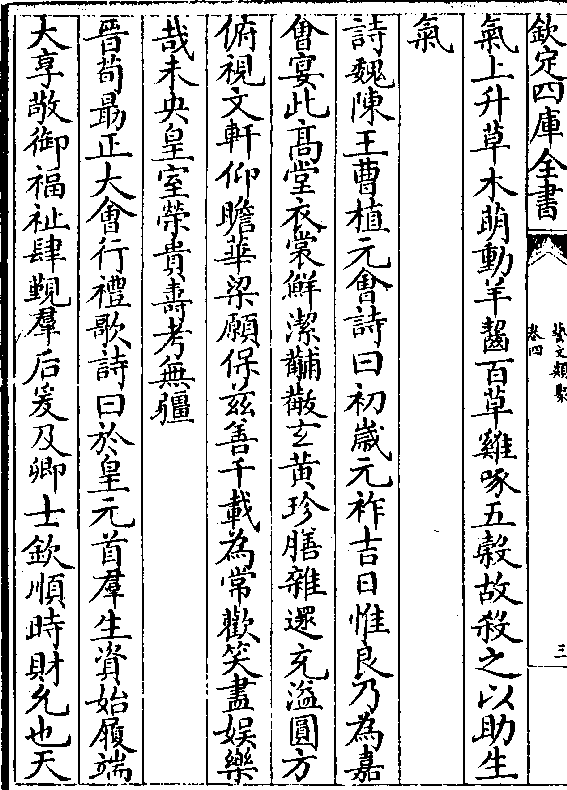 欽定四庫全書
藝文類聚
卷四
三
氣上升草木萌動羊齧百草雞啄五穀故殺之以助生
氣
詩魏陳王曹植元會詩曰初歲元祚吉日惟良乃為嘉
會宴此髙堂衣裳鮮潔黼黻玄黃珍膳雜遝充溢圓方
俯視文軒仰瞻華梁願保兹善千載為常歡笑盡娱樂
哉未央皇室榮貴壽考無疆
晉荀勗正大會行禮歌詩曰於皇元首羣生資始履端
大享敬御福祉肆覲羣后爰及卿士欽順時財允也天